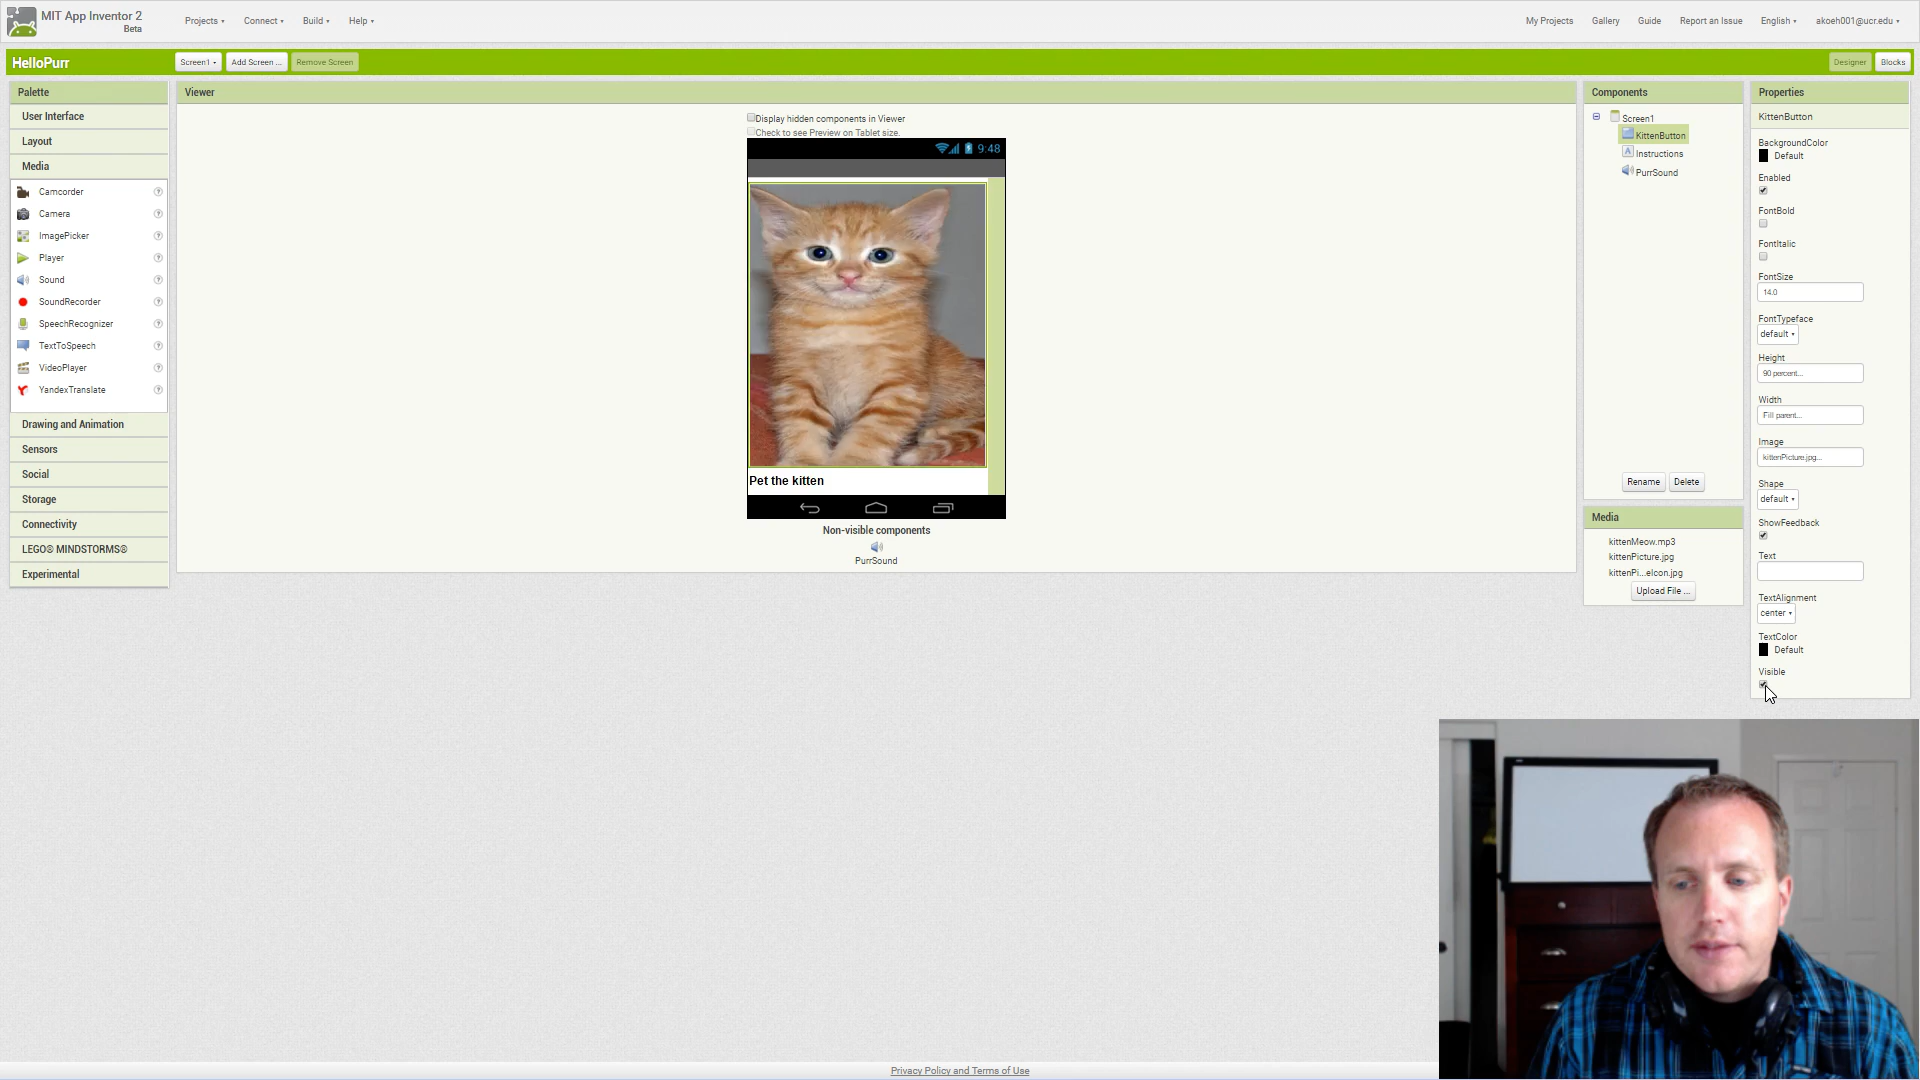 MIT App Inventor 2
Beta
Projects
Connect
Build
Help
My Projects
Gallery
Guide
Report an Issue
English
akoeh001@ucr.edu
HelloPurr
Screen1
Add Screen ...
Remove Screen
Designer
Blocks
Palette
User Interface
Layout
Media
Camcorder
Camera
ImagePicker
Player
Sound
SoundRecorder
SpeechRecognizer
TextToSpeech
VideoPlayer
YandexTranslate
Drawing and Animation
Sensors
Social
Storage
Connectivity
LEGO® MINDSTORMS®
Experimental
Viewer
Display hidden components in Viewer
Check to see Preview on Tablet size.
9:48
Pet the kitten
Non-visible components
PurrSound
Components
Screen1
KittenButton
Instructions
PurrSound
Rename
Delete
Media
kittenMeow.mp3
kittenPicture.jpg
kittenPi...eIcon.jpg
Upload File ...
Properties
KittenButton
BackgroundColor
Default
Enabled
FontBold
FontItalic
FontSize
14.0
FontTypeface
default
Height
90 percent...
Width
Fill parent...
Image
kittenPicture.jpg...
Shape
default
ShowFeedback
Text
TextAlignment
center
TextColor
Default
Visible
Privacy Policy and Terms of Use